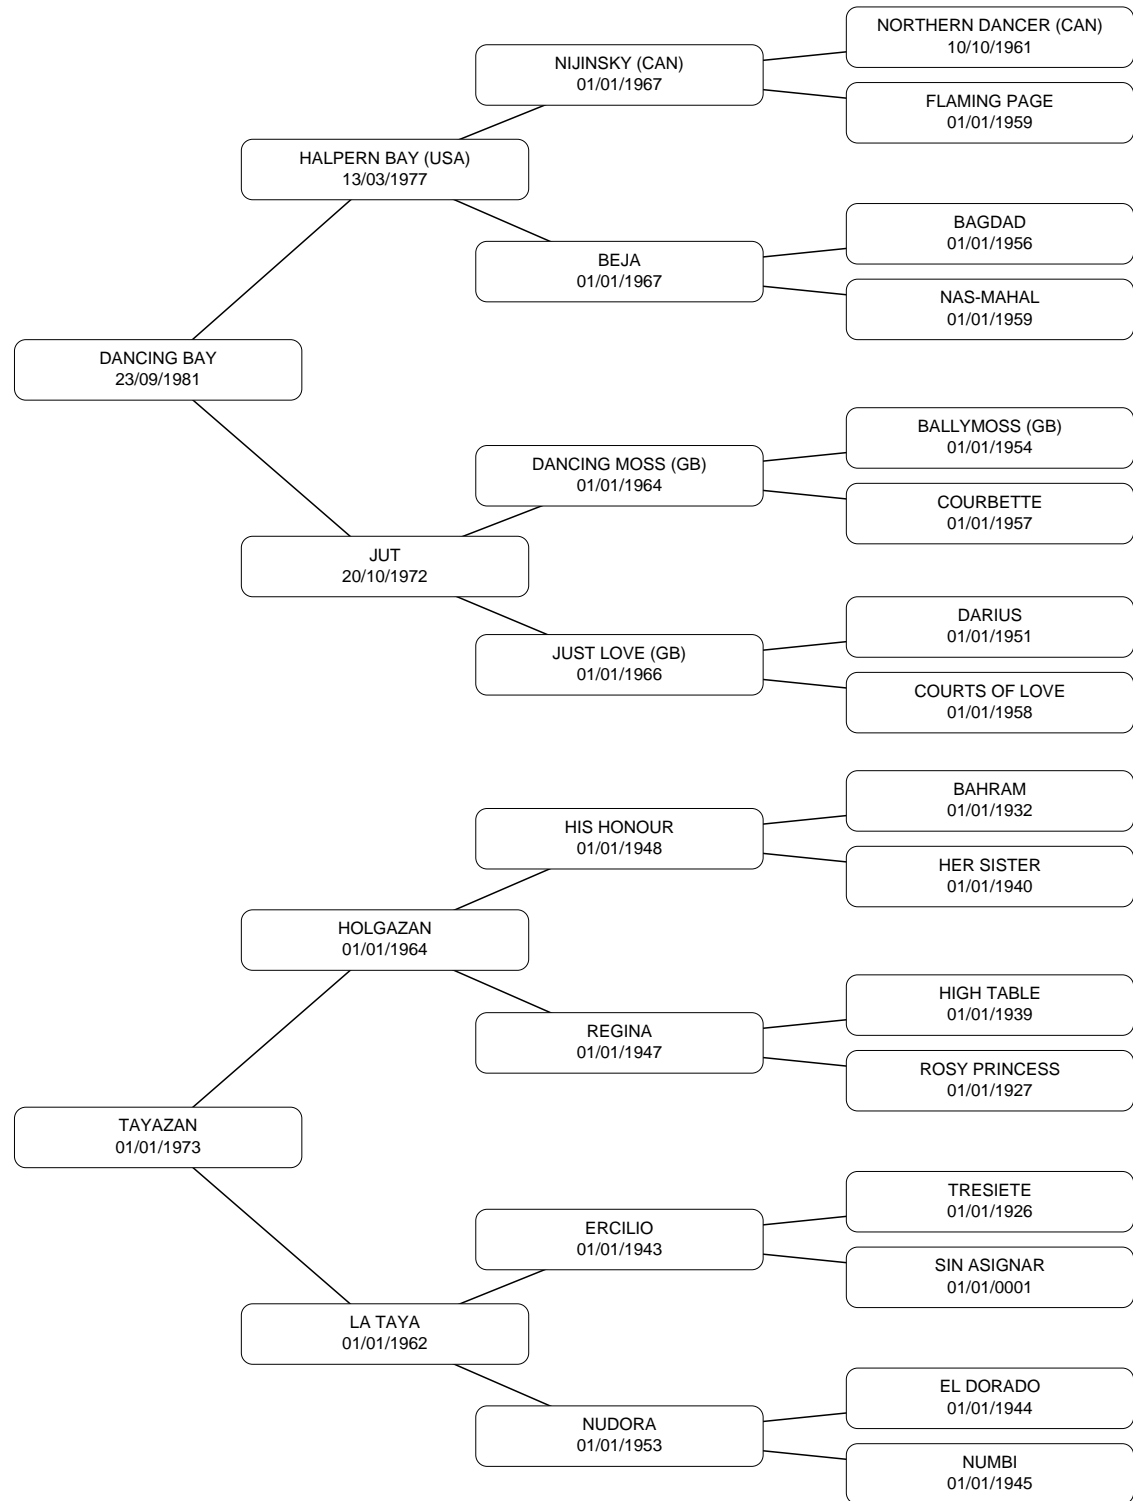 NORTHERN DANCER (CAN)
10/10/1961
NIJINSKY (CAN)
01/01/1967
FLAMING PAGE
01/01/1959
HALPERN BAY (USA)
13/03/1977
BAGDAD
01/01/1956
BEJA
01/01/1967
NAS-MAHAL
01/01/1959
DANCING BAY
23/09/1981
BALLYMOSS (GB)
01/01/1954
DANCING MOSS (GB)
01/01/1964
COURBETTE
01/01/1957
JUT
20/10/1972
DARIUS
01/01/1951
JUST LOVE (GB)
01/01/1966
COURTS OF LOVE
01/01/1958
BAHRAM
01/01/1932
HIS HONOUR
01/01/1948
HER SISTER
01/01/1940
HOLGAZAN
01/01/1964
HIGH TABLE
01/01/1939
REGINA
01/01/1947
ROSY PRINCESS
01/01/1927
TAYAZAN
01/01/1973
TRESIETE
01/01/1926
ERCILIO
01/01/1943
SIN ASIGNAR
01/01/0001
LA TAYA
01/01/1962
EL DORADO
01/01/1944
NUDORA
01/01/1953
NUMBI
01/01/1945